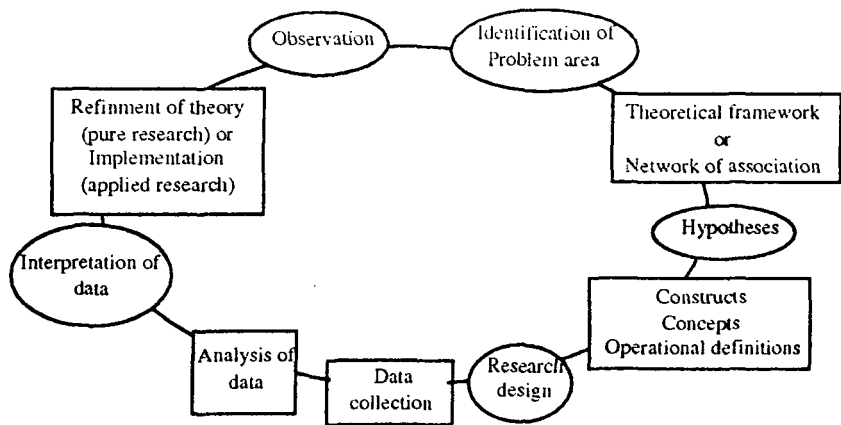 Observation
Identification of
Problem area
Refinment of theory
(pure research) or
Implementation
(applied research)
Theoretical framework
or
Network of association
Hypotheses
Interpretation of
data
Constructs
Concepts
Operational definitions
Analysis of
data
Data
collection
Research
design